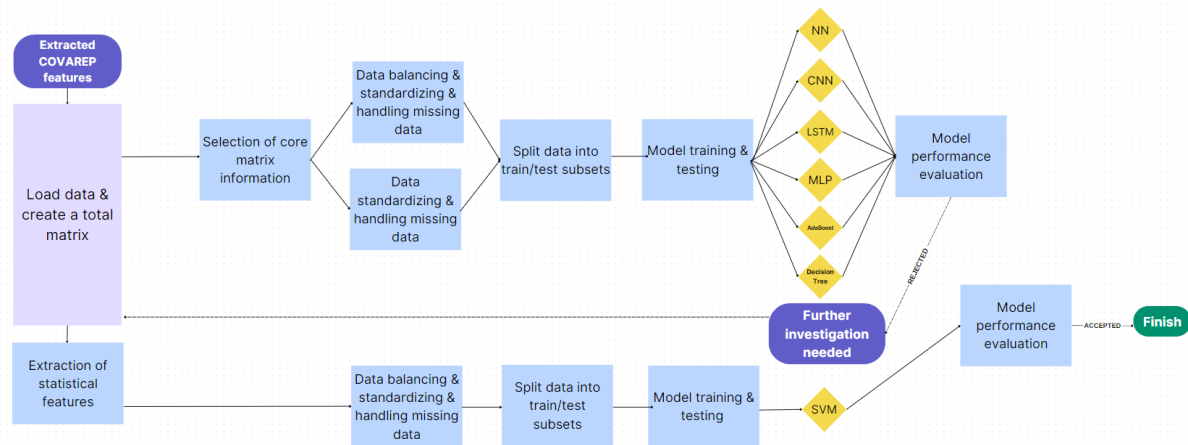 Extracted
COVAREP
features
Load data &
create a total
matrix
Selection of core
matrix
information
Data balancing &
standardizing &
handling missing
data
Data
standardizing &
handling missing
data
Split data into
train/test subsets
Model training &
testing
NN
CNN
LSTM
MLP
AdaBoost
Decision
Tree
Model
performance
evaluation
REJECTED
Further
investigation
needed
Extraction of
statistical
features
Data balancing &
standardizing &
handling missing
data
Split data into
train/test
subsets
Model training &
testing
SVM
Model
performance
evaluation
ACCEPTED
Finish